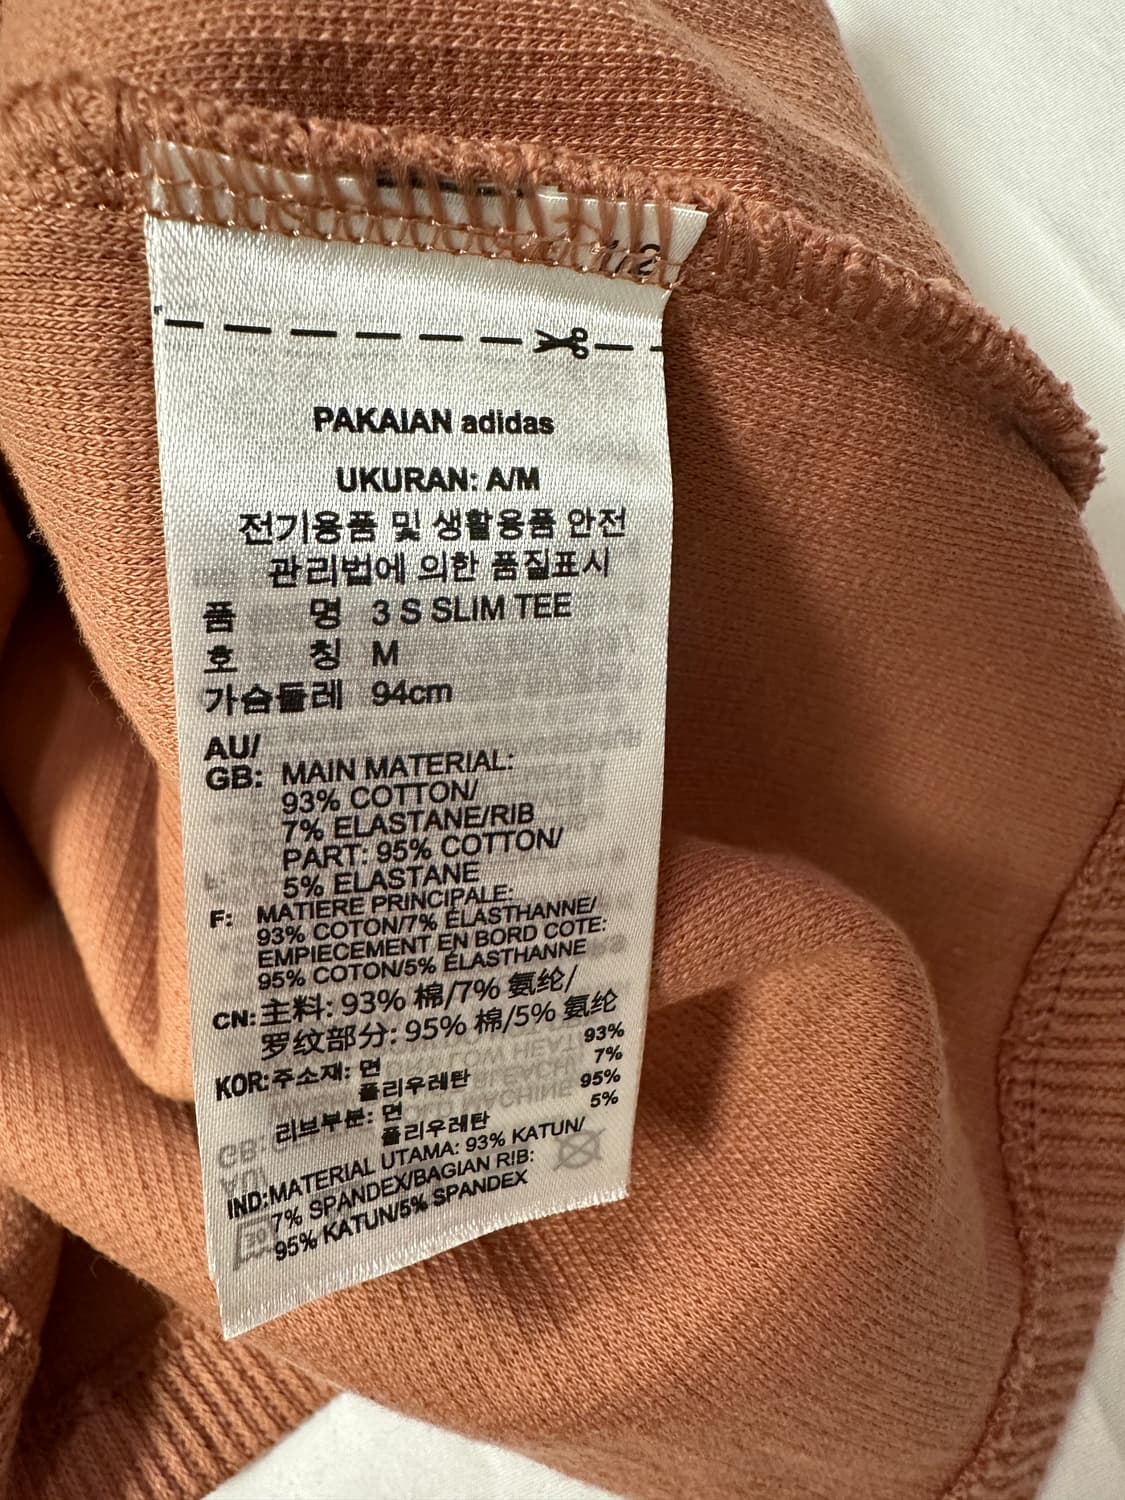 1/2
PAKAIAN adidas
UKURAN: A/M
전기용품 및 생활용품 안전
관리법에 의한 품질표시
품 명 3 S SLIM TEE
호 칭 M
가슴둘레 94cm
AU/
GB: MAIN MATERIAL:
93% COTTON/
7% ELASTANE/RIB
PART: 95% COTTON/
5% ELASTANE
F: MATIERE PRINCIPALE:
93% COTON/7% ÉLASTHANNE/
EMPIECEMENT EN BORD COTE:
95% COTON/5% ÉLASTHANNE
CN: 主料: 93% 棉/7% 氨纶/
罗纹部分: 95% 棉/5% 氨纶
KOR: 주소재: 면 93%
폴리우레탄 7%
리브부분: 면 95%
폴리우레탄 5%
IND: MATERIAL UTAMA: 93% KATUN/
7% SPANDEX/BAGIAN RIB:
95% KATUN/5% SPANDEX